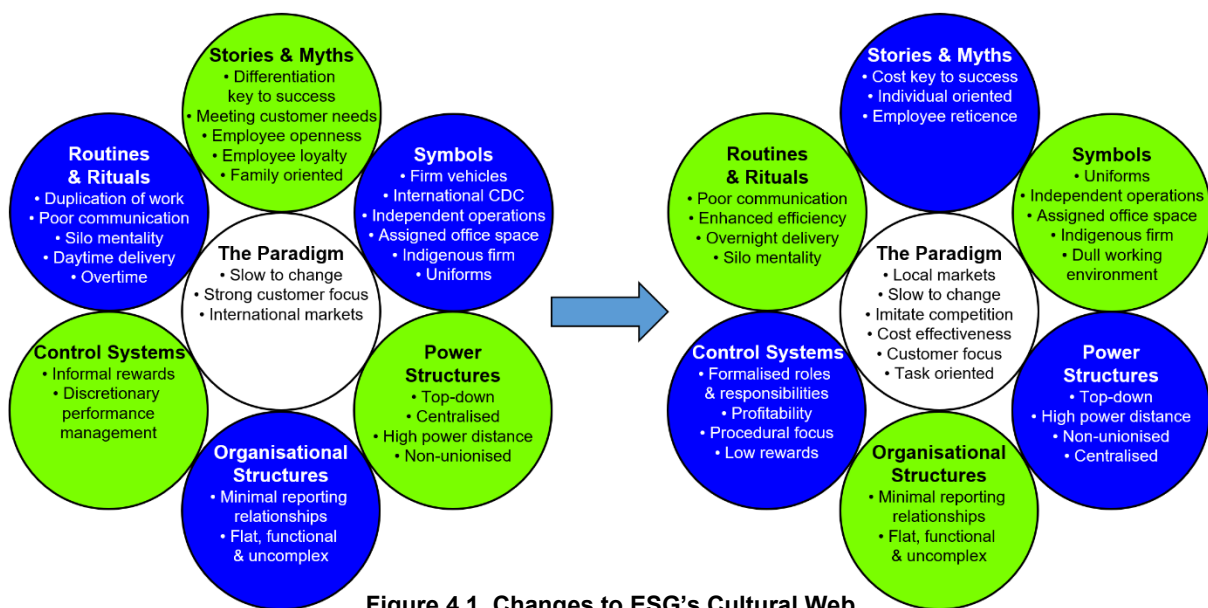 Stories & Myths
• Differentiation
key to success
• Meeting customer needs
• Employee openness
• Employee loyalty
• Family oriented
Routines
& Rituals
• Duplication of work
• Poor communication
• Silo mentality
• Daytime delivery
• Overtime
Symbols
• Firm vehicles
• International CDC
• Independent operations
• Assigned office space
• Indigenous firm
• Uniforms
The Paradigm
• Slow to change
• Strong customer focus
• International markets
Control Systems
• Informal rewards
• Discretionary
performance
management
Power
Structures
• Top-down
• Centralised
• High power distance
• Non-unionised
Organisational
Structures
• Minimal reporting
relationships
• Flat, functional
& uncomplex
Stories & Myths
• Cost key to success
• Individual oriented
• Employee reticence
Routines
& Rituals
• Poor communication
• Enhanced efficiency
• Overnight delivery
• Silo mentality
Symbols
• Uniforms
• Independent operations
• Assigned office space
• Indigenous firm
• Dull working
environment
The Paradigm
• Local markets
• Slow to change
• Imitate competition
• Cost effectiveness
• Customer focus
• Task oriented
Control Systems
• Formalised roles
& responsibilities
• Profitability
• Procedural focus
• Low rewards
Power
Structures
• Top-down
• High power distance
• Non-unionised
• Centralised
Organisational
Structures
• Minimal reporting
relationships
• Flat, functional
& uncomplex
Figure 4.1. Changes to ESG's Cultural Web